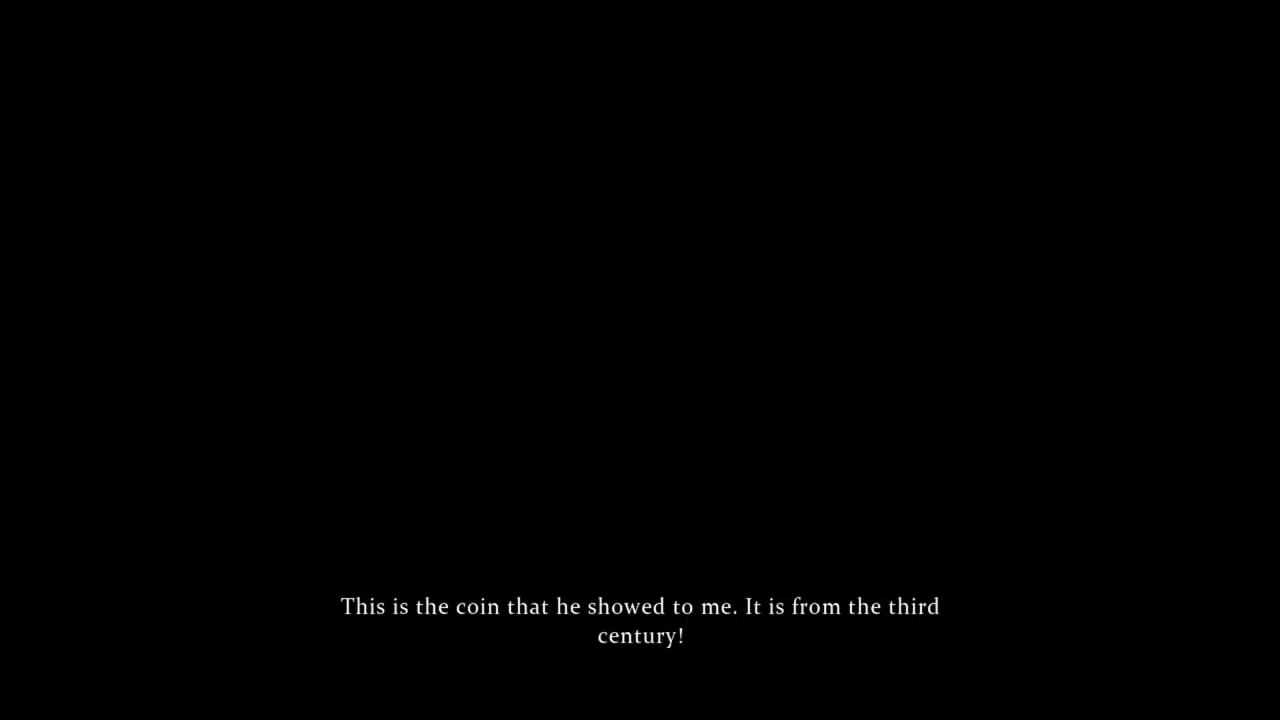 This is the coin that he showed to me. It is from the third
century!